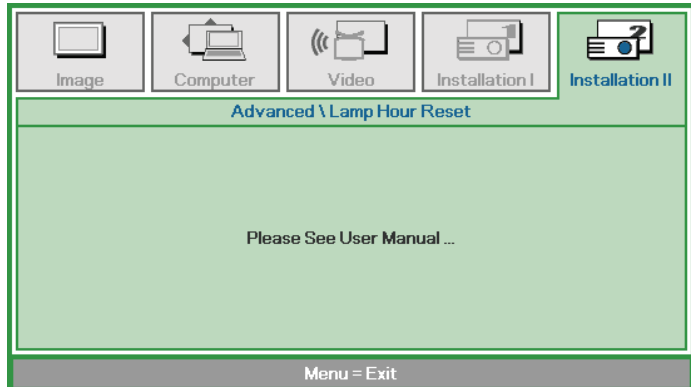 Image
Computer
Video
Installation I
Installation II
Advanced \ Lamp Hour Reset
Please See User Manual ...
Menu = Exit